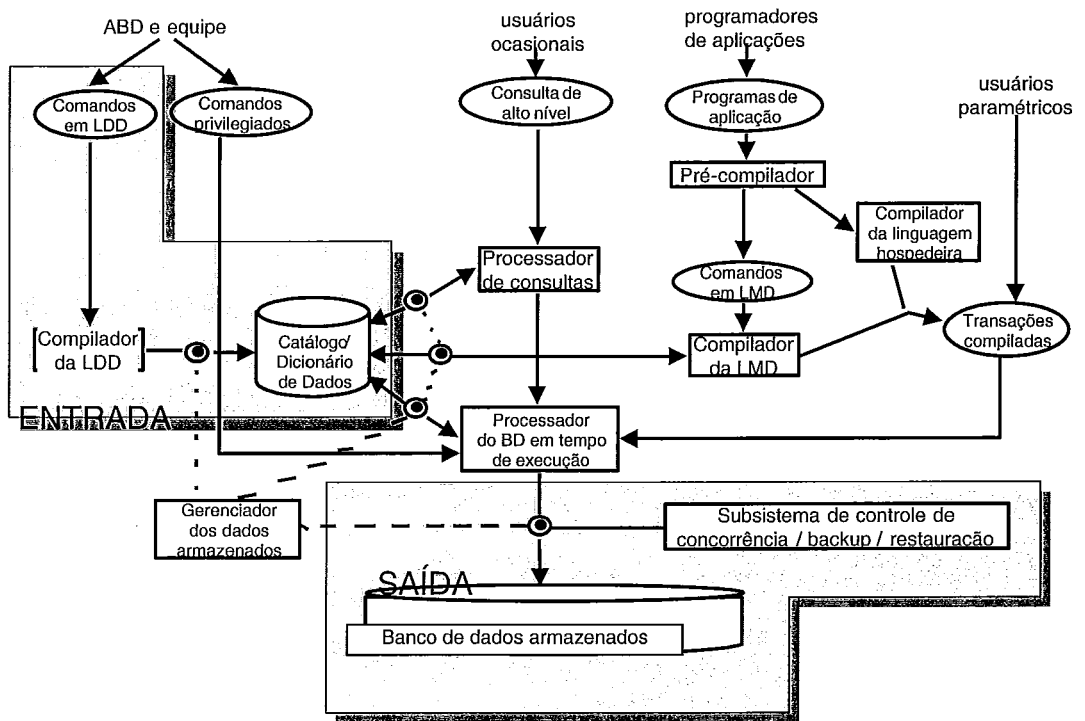 ABD e equipe
usuários
ocasionais
programadores
de aplicações
usuários
paramétricos
Comandos
em LDD
Comandos
privilegiados
Consulta de
alto nível
Programas de
aplicação
Pré-compilador
Compilador
da linguagem
hospedeira
Processador
de consultas
Comandos
em LMD
Transações
compiladas
Compilador
da LDD
Catálogo/
Dicionário
de Dados
Compilador
da LMD
ENTRADA
Processador
do BD em tempo
de execução
Gerenciador
dos dados
armazenados
Subsistema de controle de
concorrência / backup / restauração
SAÍDA
Banco de dados armazenados